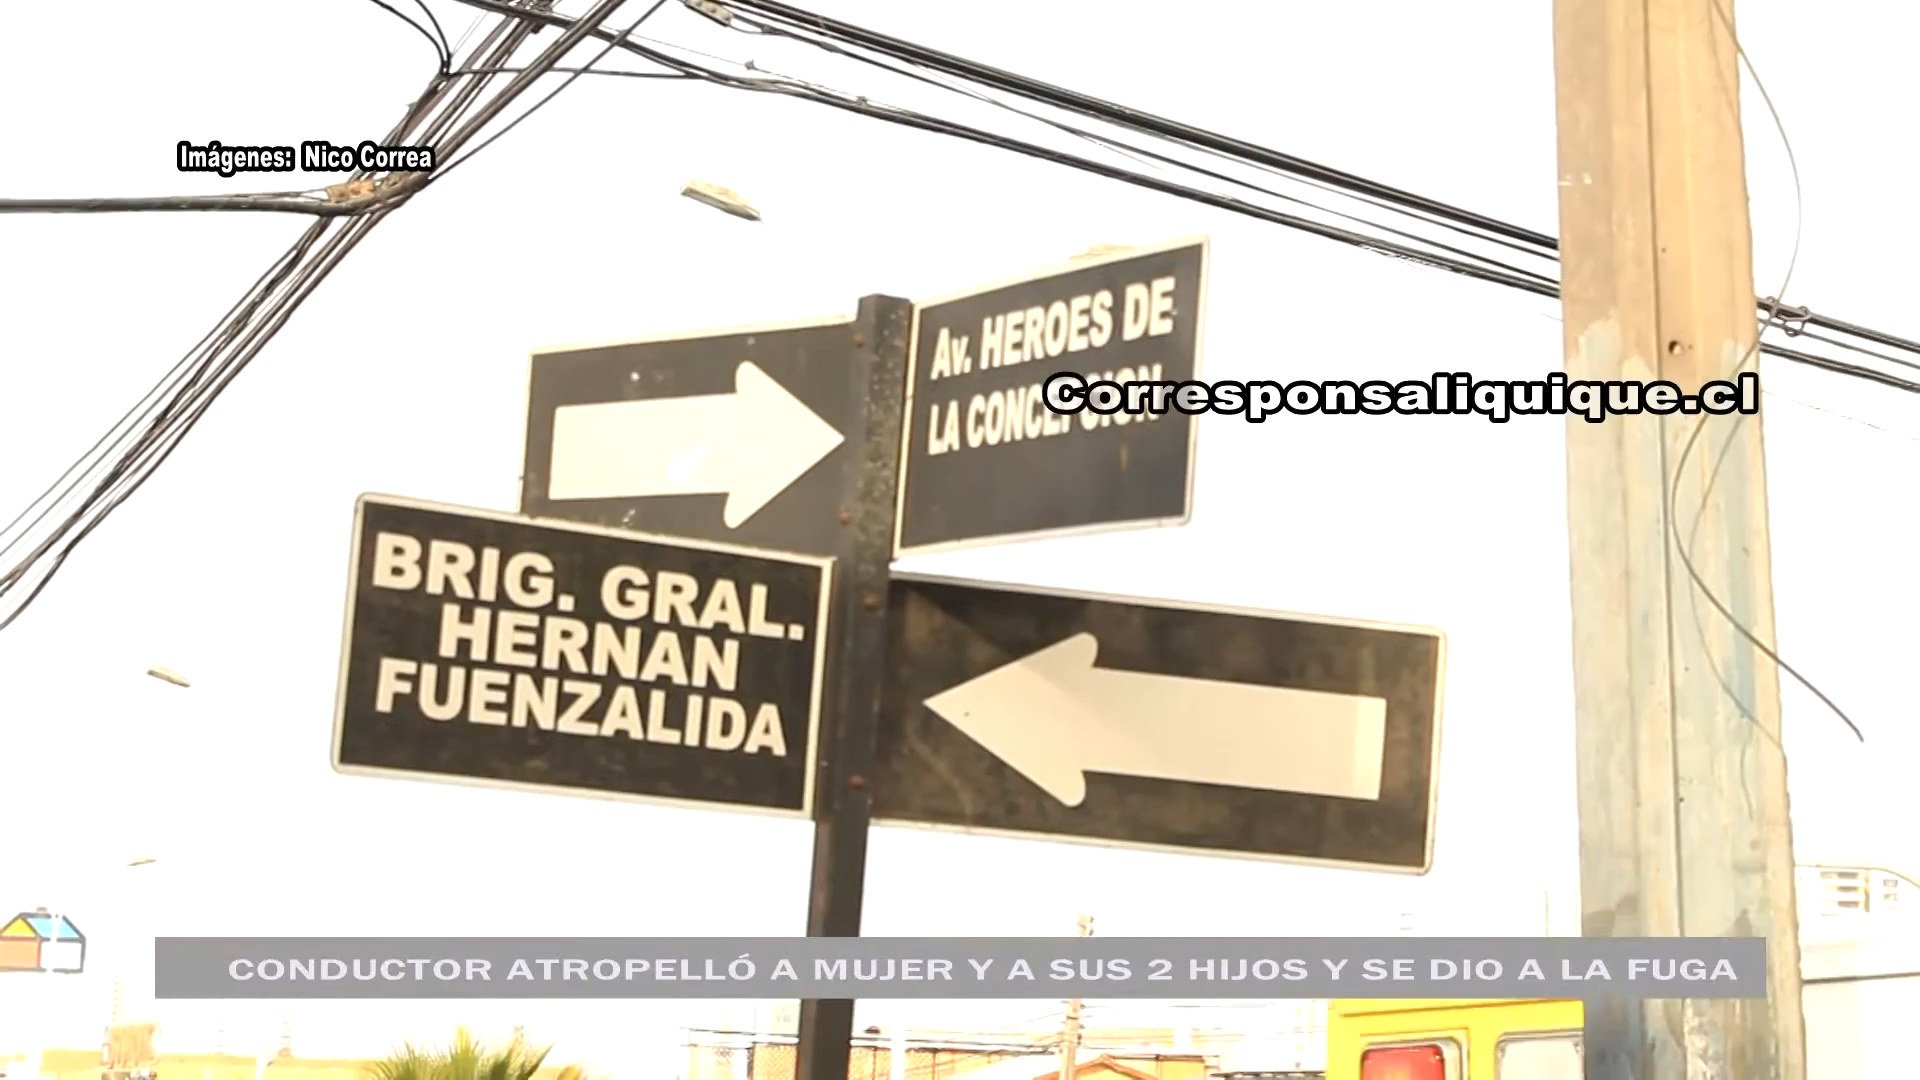 Imágenes: Nico Correa
Av. HEROES DE
LA CONCEPCION
Corresponsaliquique.cl
BRIG. GRAL.
HERNAN
FUENZALIDA
CONDUCTOR ATROPELLÓ A MUJER Y A SUS 2 HIJOS Y SE DIO A LA FUGA